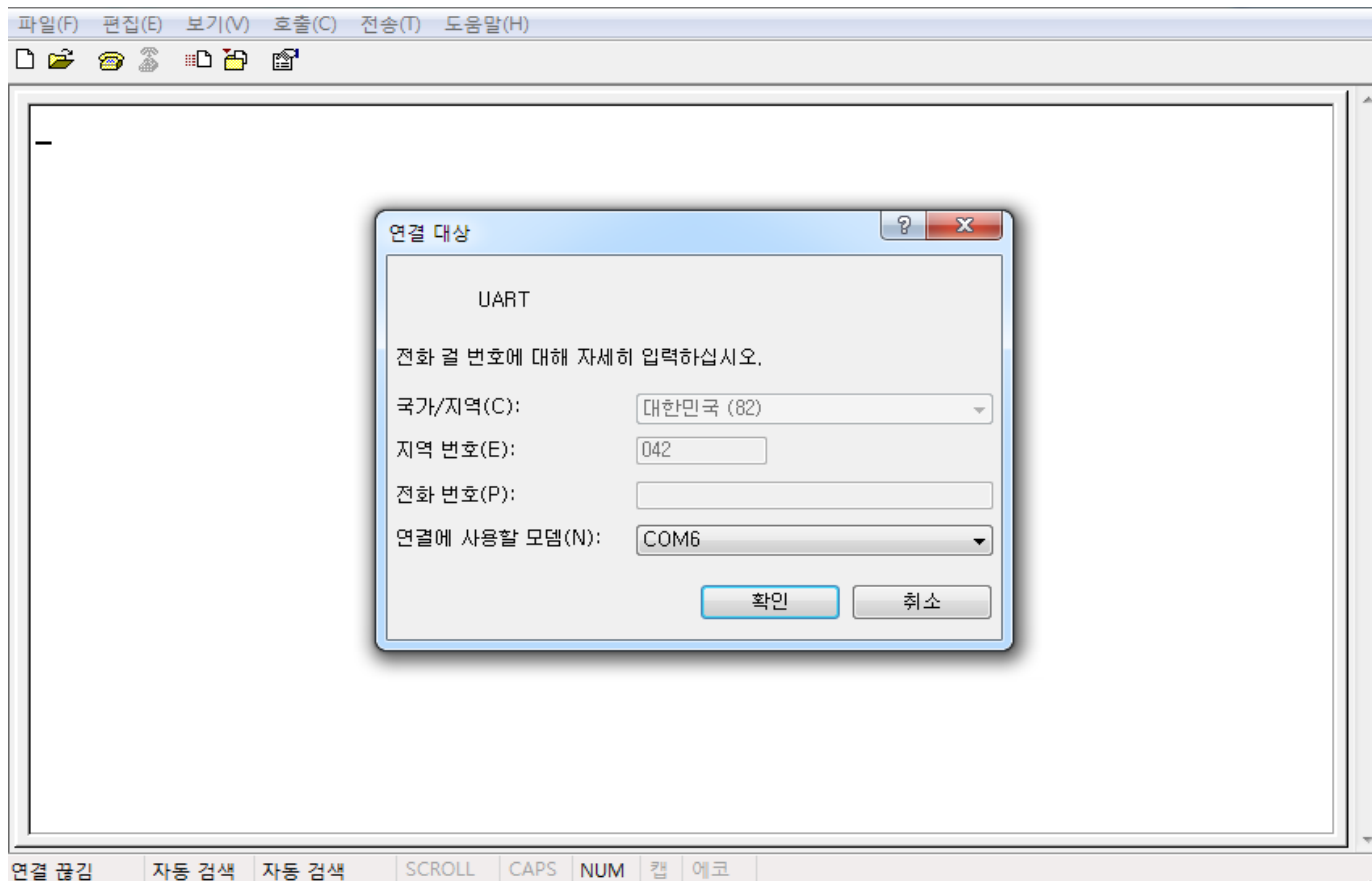 파일(F) 편집(E) 보기(V) 호출(C) 전송(T) 도움말(H)
연결 대상
UART
전화 걸 번호에 대해 자세히 입력하십시오.
국가/지역(C): 대한민국 (82)
지역 번호(E): 042
전화 번호(P):
연결에 사용할 모뎀(N): COM6
확인 취소
연결 끊김 자동 검색 자동 검색 SCROLL CAPS NUM 캡 에코